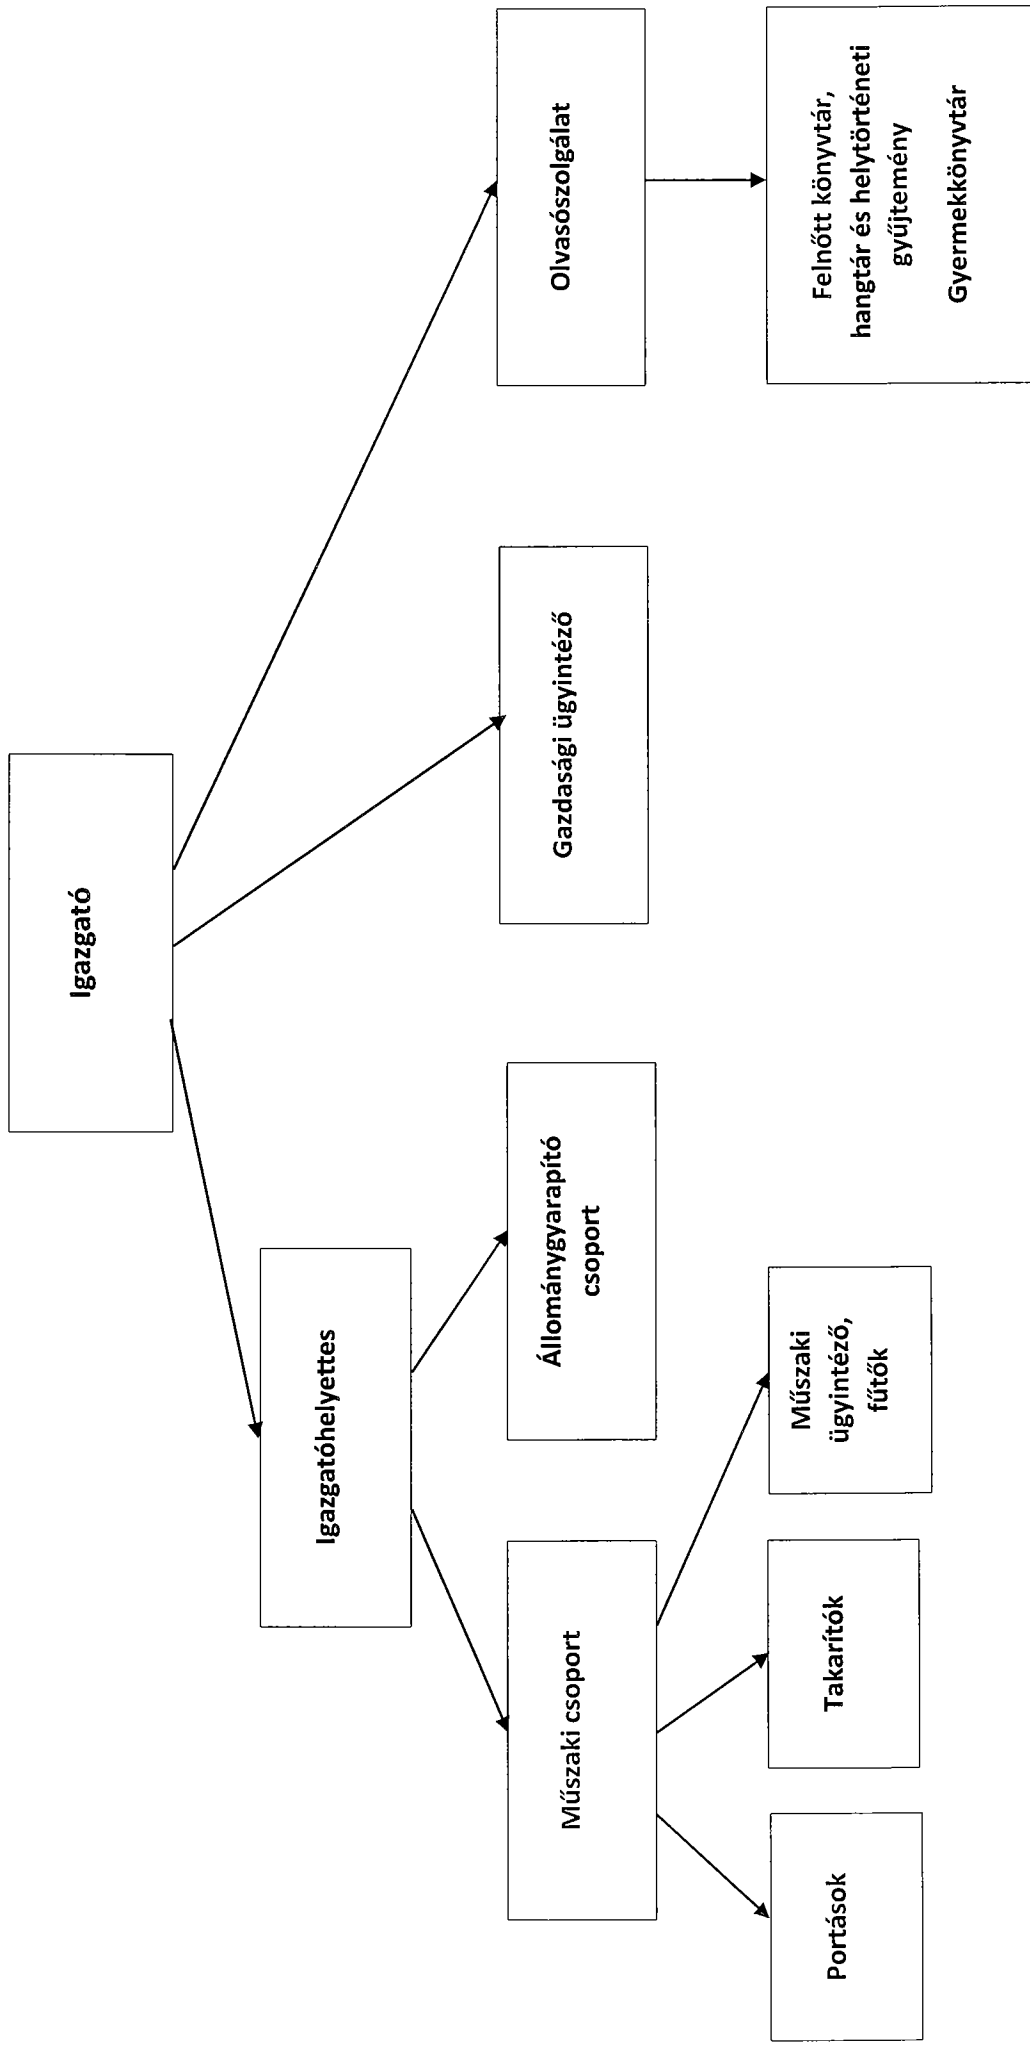 Igazgató
Igazgatóhelyettes
Műszaki csoport
Állománygyarapító
csoport
Gazdasági ügyintéző
Olvasószolgálat
Portások
Takarítók
Műszaki
ügyintéző,
fűtők
Felnőtt könyvtár,
hangtár és helytörténeti
gyűjtemény
Gyermekkönyvtár